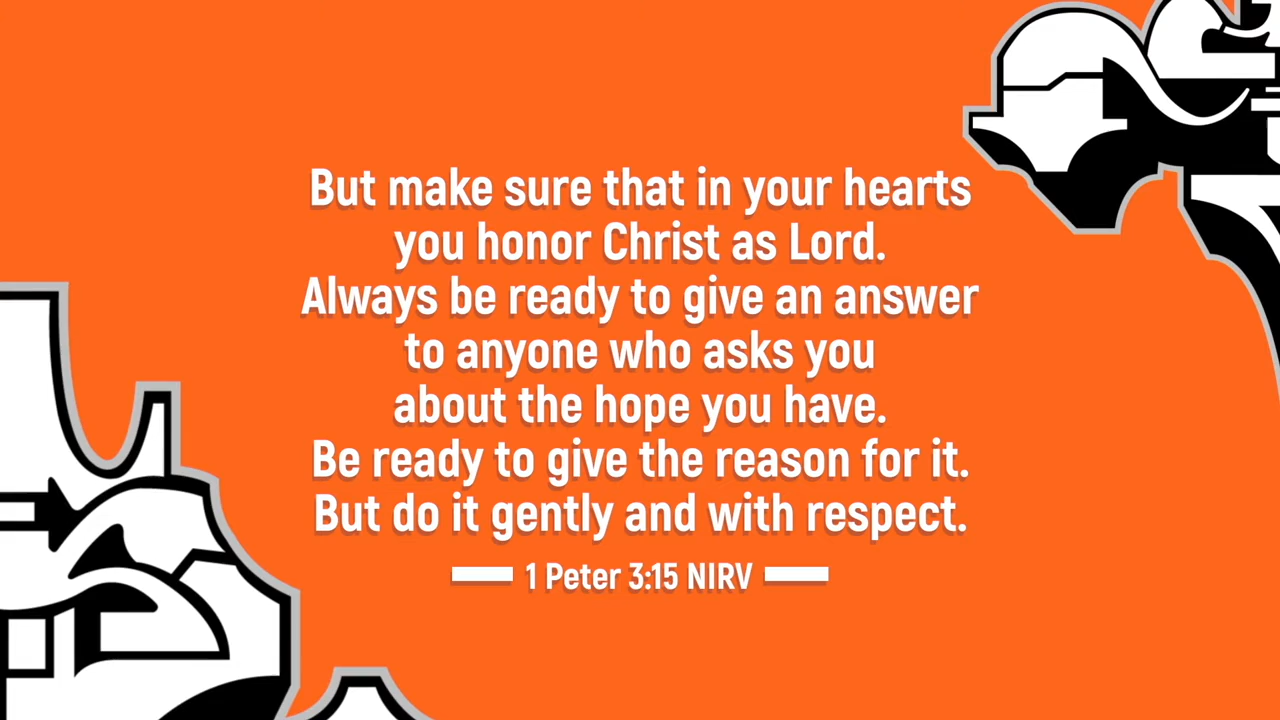 But make sure that in your hearts
you honor Christ as Lord.
Always be ready to give an answer
to anyone who asks you
about the hope you have.
Be ready to give the reason for it.
But do it gently and with respect.
1 Peter 3:15 NIRV